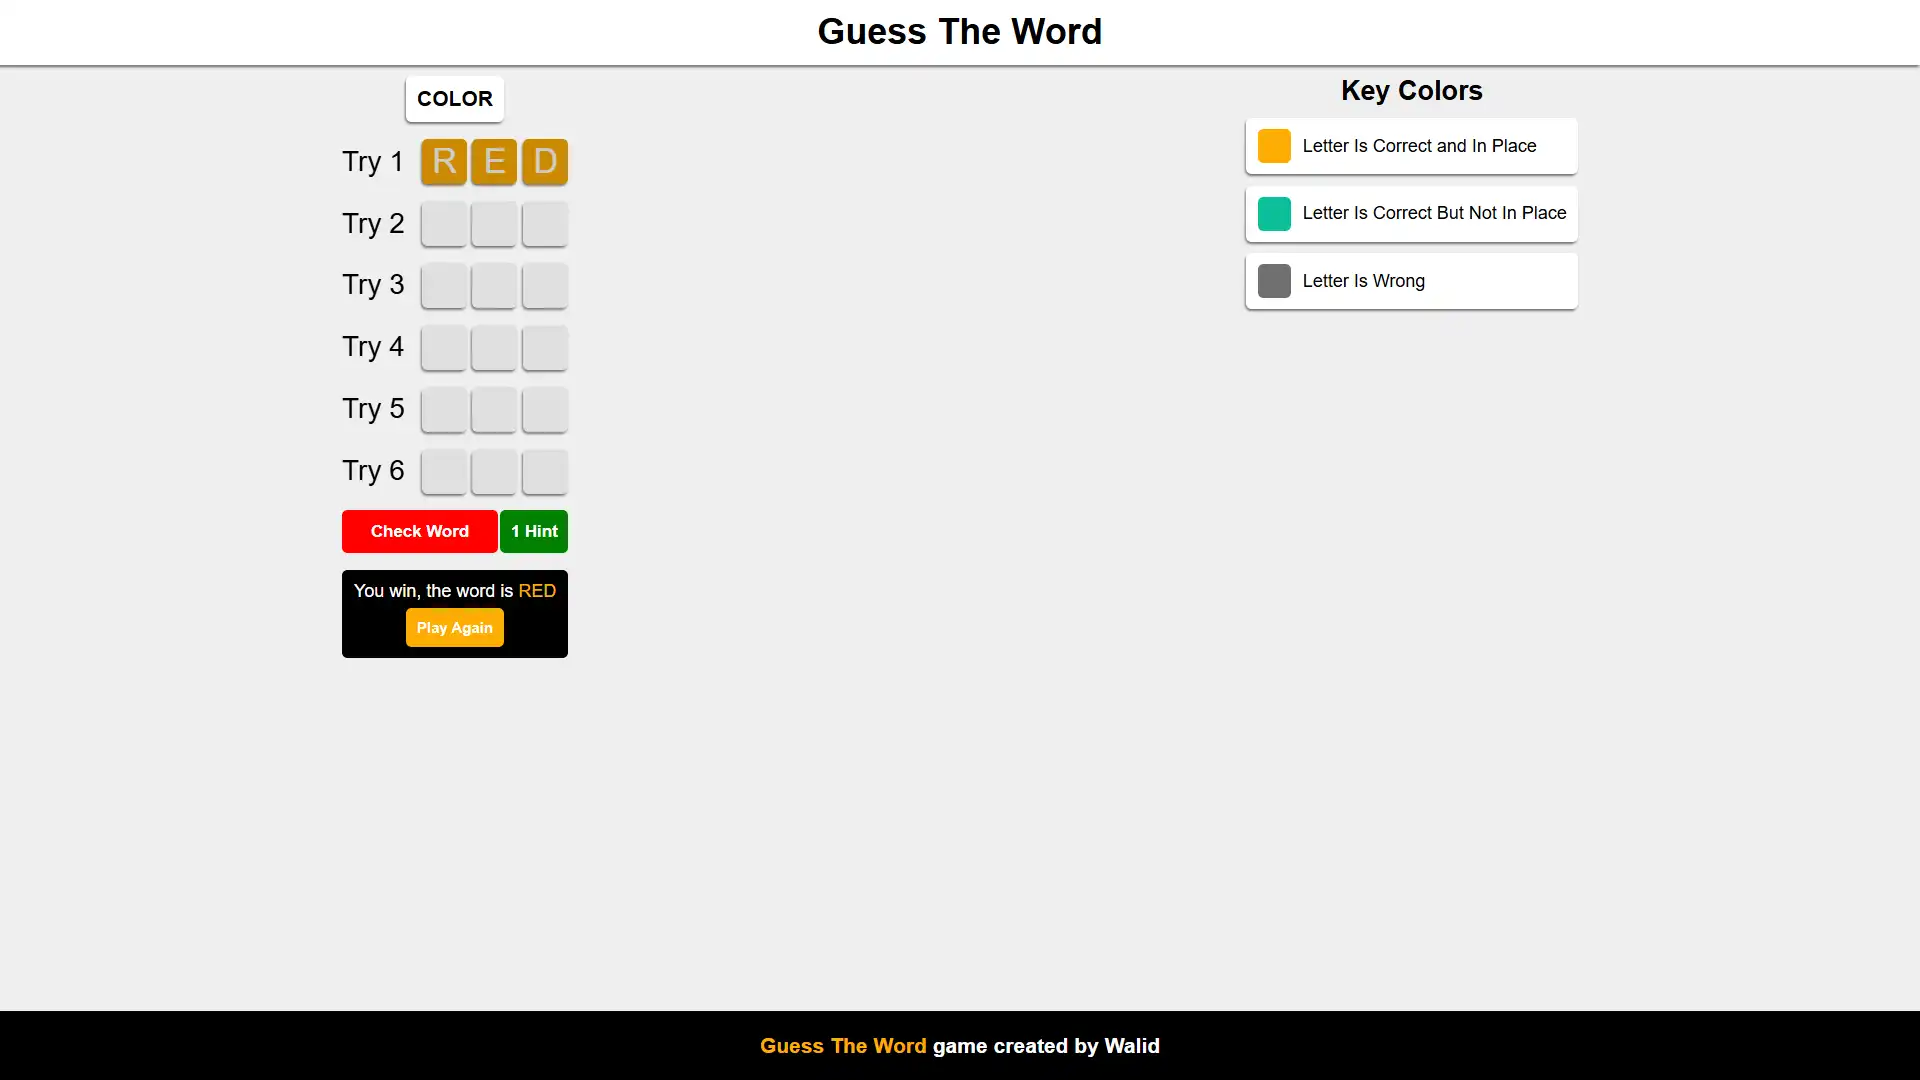 Guess The Word
COLOR
Try 1 R E D
Try 2
Try 3
Try 4
Try 5
Try 6
Check Word
1 Hint
You win, the word is RED
Play Again
Key Colors
Letter Is Correct and In Place
Letter Is Correct But Not In Place
Letter Is Wrong
Guess The Word game created by Walid